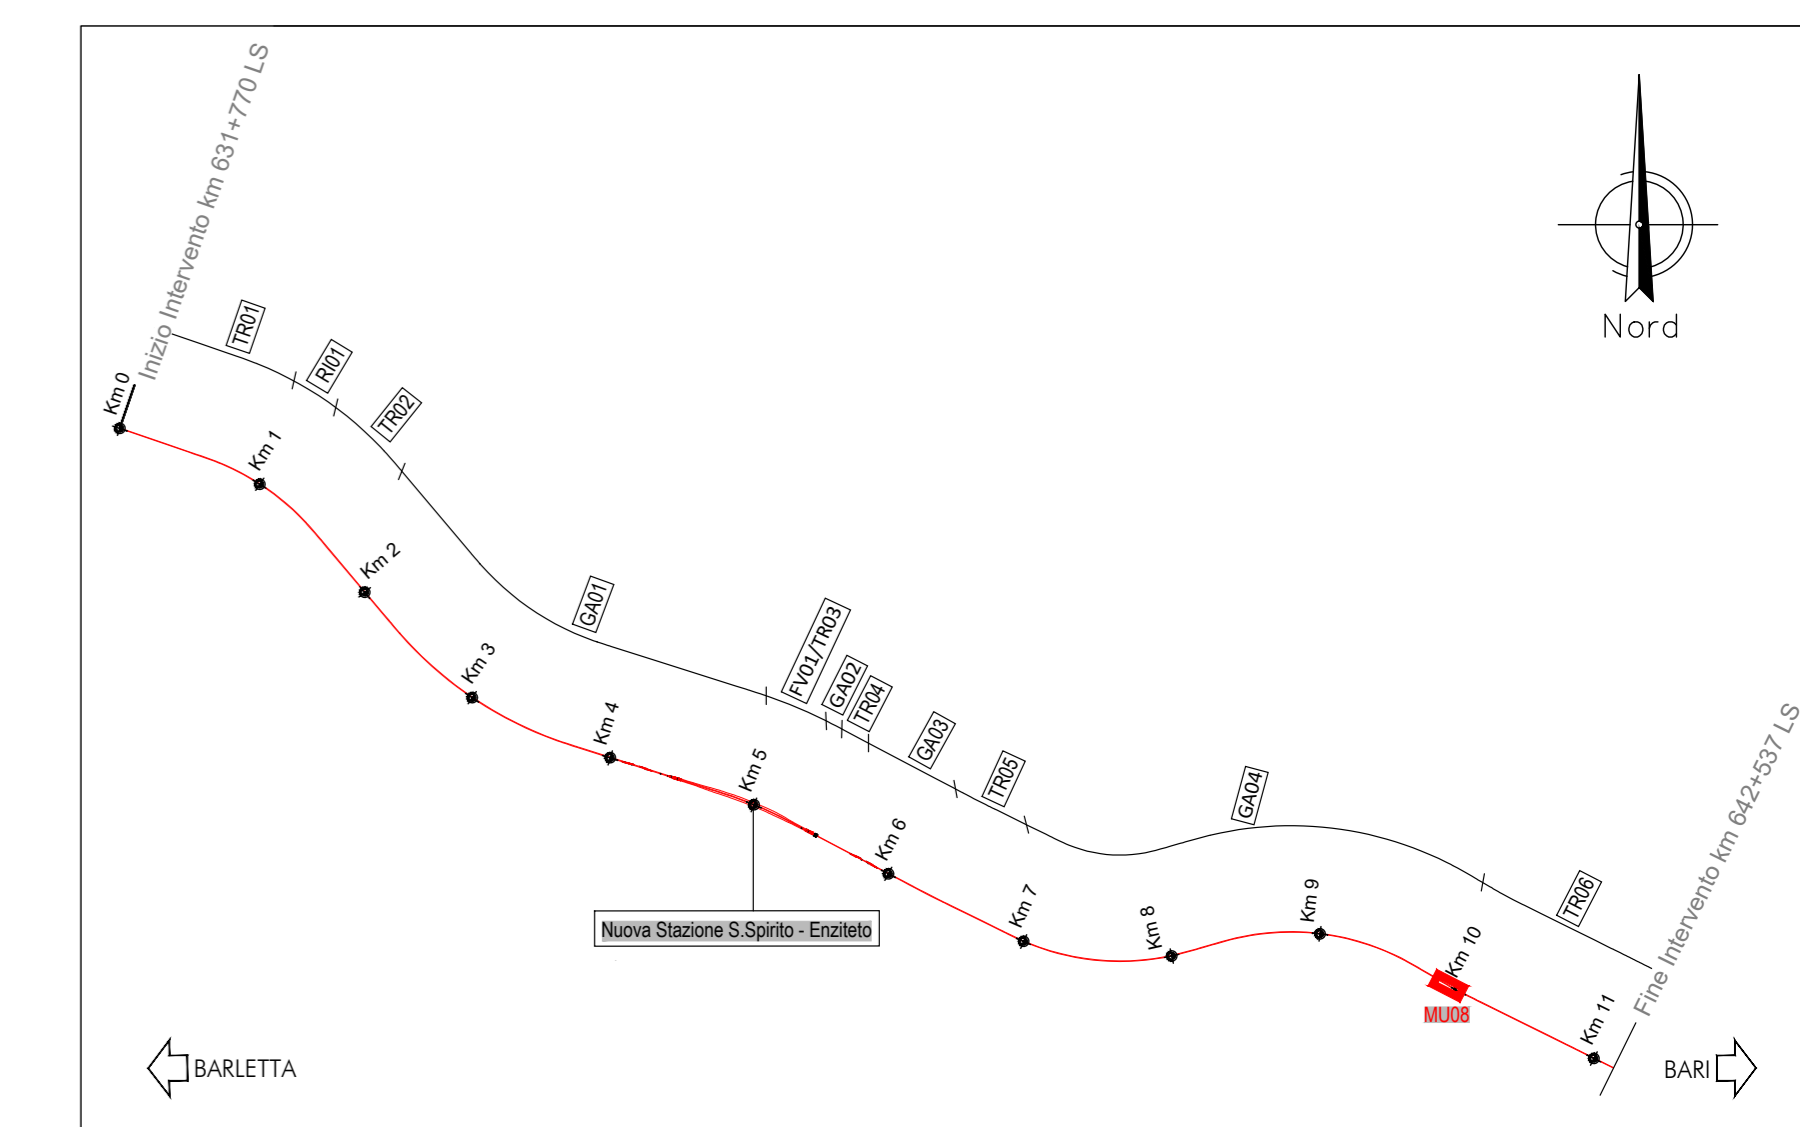 Inizio Intervento km 631+770 LS
Nord
TR01
RI01
TR02
Km 0
Km 1
Km 2
GA01
FV01/TR03
GA02
TR04
GA03
TR05
GA04
TR06
Km 3
Km 4
Km 5
Km 6
Km 7
Km 8
Km 9
Km 10
Km 11
Nuova Stazione S.Spirito - Enziteto
MU08
Fine Intervento km 642+537 LS
BARLETTA
BARI